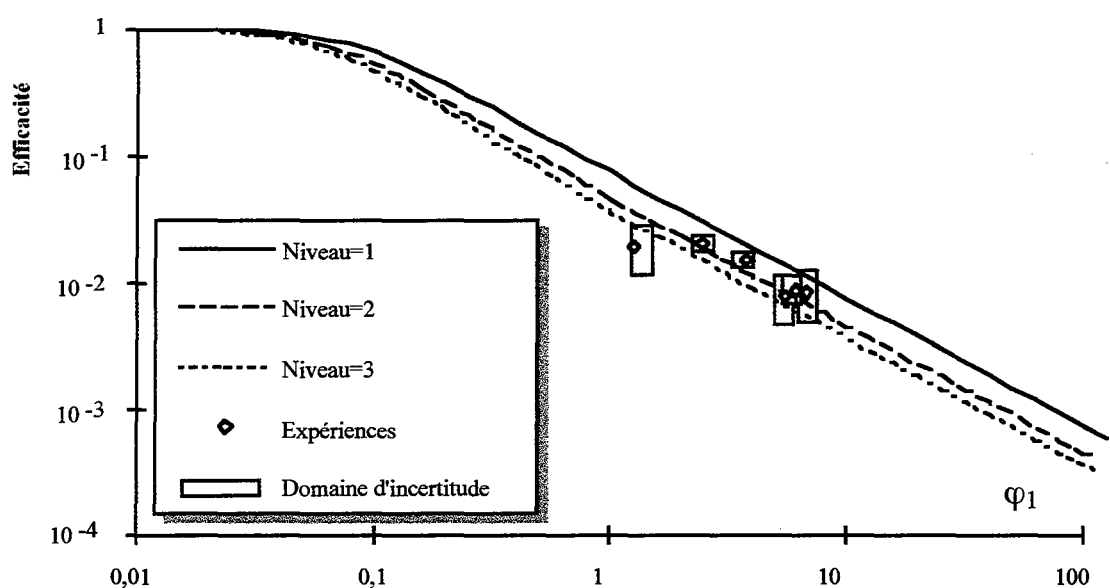 1
Efficacité
10-1
10-2
10-3
10-4
Niveau=1
Niveau=2
Niveau=3
Expériences
Domaine d'incertitude
φ1
0,01
0,1
1
10
100